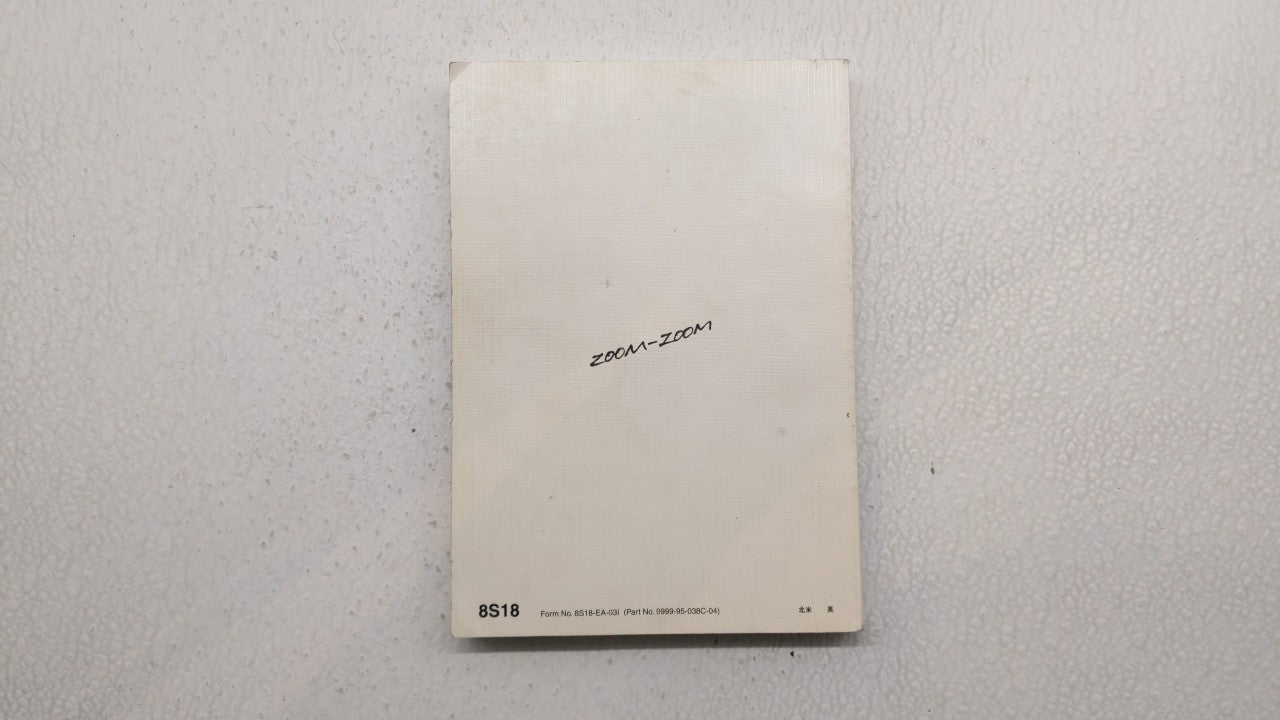 ZOOM-ZOOM
8S18 Form No. 8S18-EA-03I (Part No. 9999-95-038C-04) 北米 英